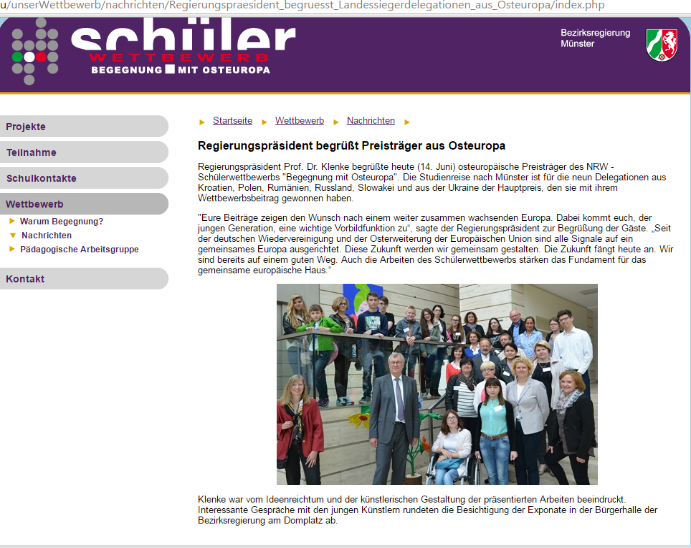 u/unserWettbewerb/nachrichten/Regierungspraesident_begruesst_Landessiegerdelegationen_aus_Osteuropa/index.php
schüler
WETTBEWERB
BEGEGNUNG MIT OSTEUROPA
Bezirksregierung
Münster
Projekte
Teilnahme
Schulkontakte
Wettbewerb
Warum Begegnung?
Nachrichten
Pädagogische Arbeitsgruppe
Kontakt
Startseite Wettbewerb Nachrichten
Regierungspräsident begrüßt Preisträger aus Osteuropa
Regierungspräsident Prof. Dr. Klenke begrüßte heute (14. Juni) osteuropäische Preisträger des NRW -
Schülerwettbewerbs "Begegnung mit Osteuropa". Die Studienreise nach Münster ist für die neun Delegationen aus
Kroatien, Polen, Rumänien, Russland, Slowakei und aus der Ukraine der Hauptpreis, den sie mit ihrem
Wettbewerbsbeitrag gewonnen haben.
"Eure Beiträge zeigen den Wunsch nach einem weiter zusammen wachsenden Europa. Dabei kommt euch, der
jungen Generation, eine wichtige Vorbildfunktion zu“, sagte der Regierungspräsident zur Begrüßung der Gäste. „Seit
der deutschen Wiedervereinigung und der Osterweiterung der Europäischen Union sind alle Signale auf ein
gemeinsames Europa ausgerichtet. Diese Zukunft werden wir gemeinsam gestalten. Die Zukunft fängt heute an. Wir
sind bereits auf einem guten Weg. Auch die Arbeiten des Schülerwettbewerbs stärken das Fundament für das
gemeinsame europäische Haus."
Klenke war vom Ideenreichtum und der künstlerischen Gestaltung der präsentierten Arbeiten beeindruckt.
Interessante Gespräche mit den jungen Künstlern rundeten die Besichtigung der Exponate in der Bürgerhalle der
Bezirksregierung am Domplatz ab.